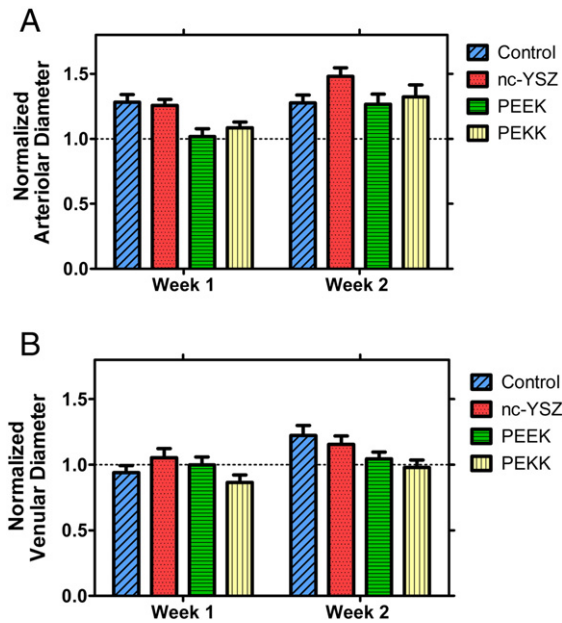 A
Normalized
Arteriolar Diameter
1.5
1.0
0.5
0.0
Week 1
Week 2
Control
nc-YSZ
PEEK
PEKK
B
Normalized
Venular Diameter
1.5
1.0
0.5
0.0
Week 1
Week 2
Control
nc-YSZ
PEEK
PEKK